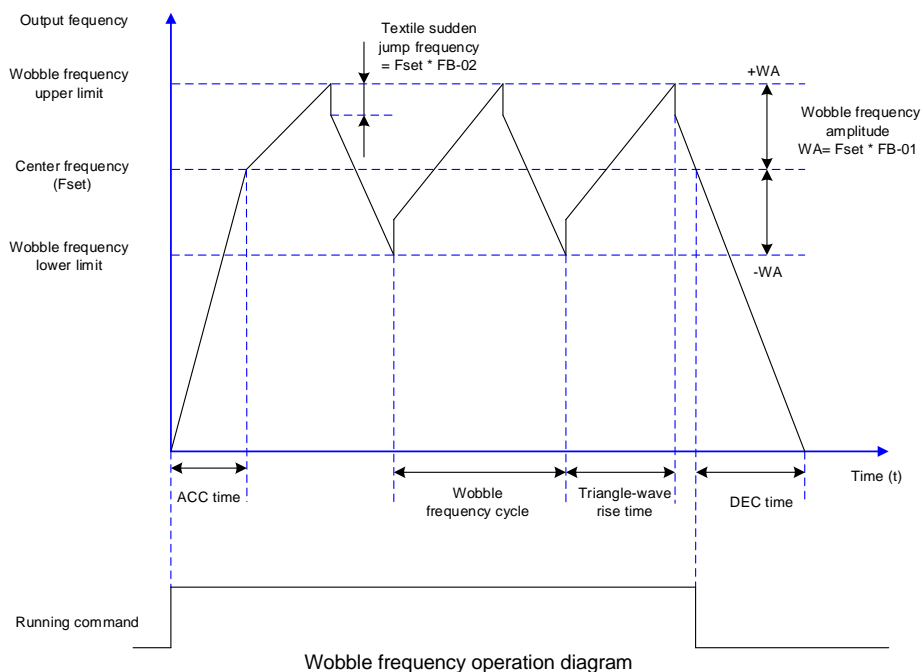 Output fequency
Textile sudden
jump frequency
= Fset * FB-02
Wobble frequency
upper limit
+WA
Wobble frequency
amplitude
WA= Fset * FB-01
Center frequency
(Fset)
Wobble frequency
lower limit
-WA
Time (t)
ACC time
Wobble
frequency cycle
Triangle-wave
rise time
DEC time
Running command
Wobble frequency operation diagram